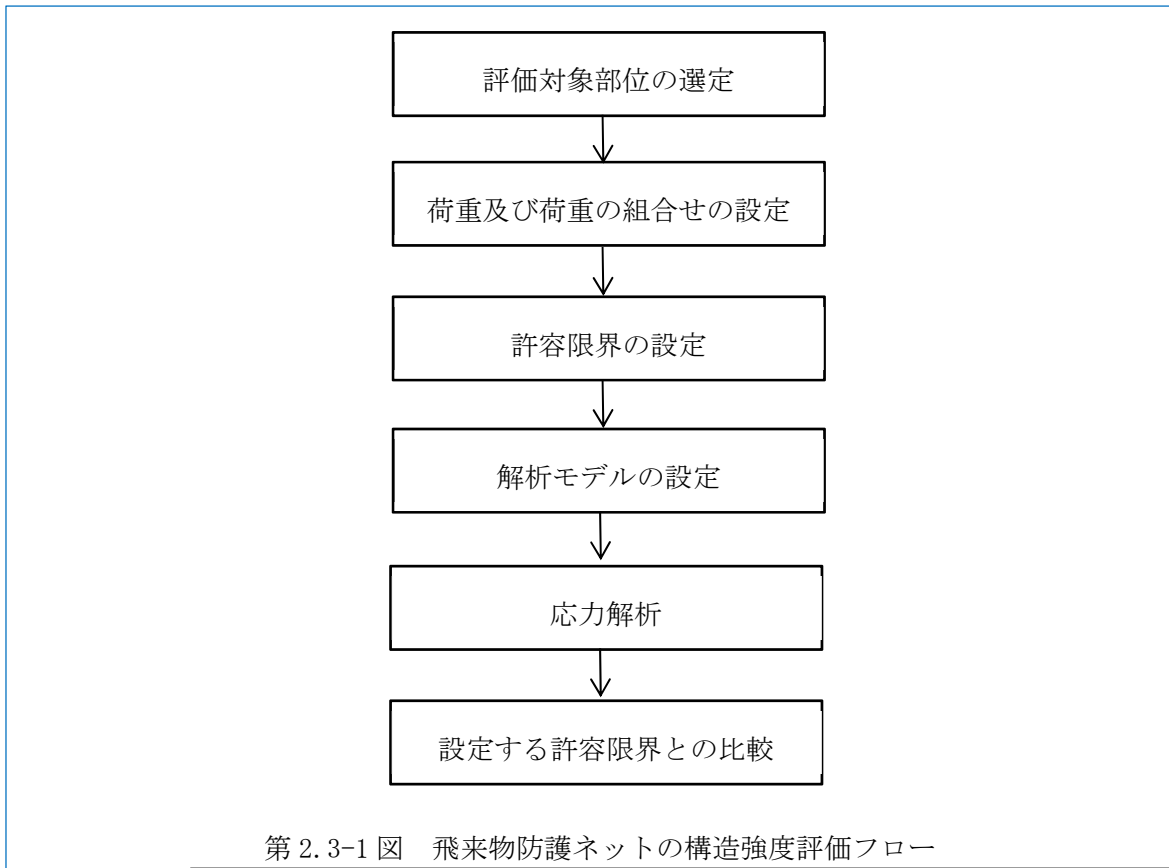 評価対象部位の選定
荷重及び荷重の組合せの設定
許容限界の設定
解析モデルの設定
応力解析
設定する許容限界との比較
第 2.3-1 図　飛来物防護ネットの構造強度評価フロー